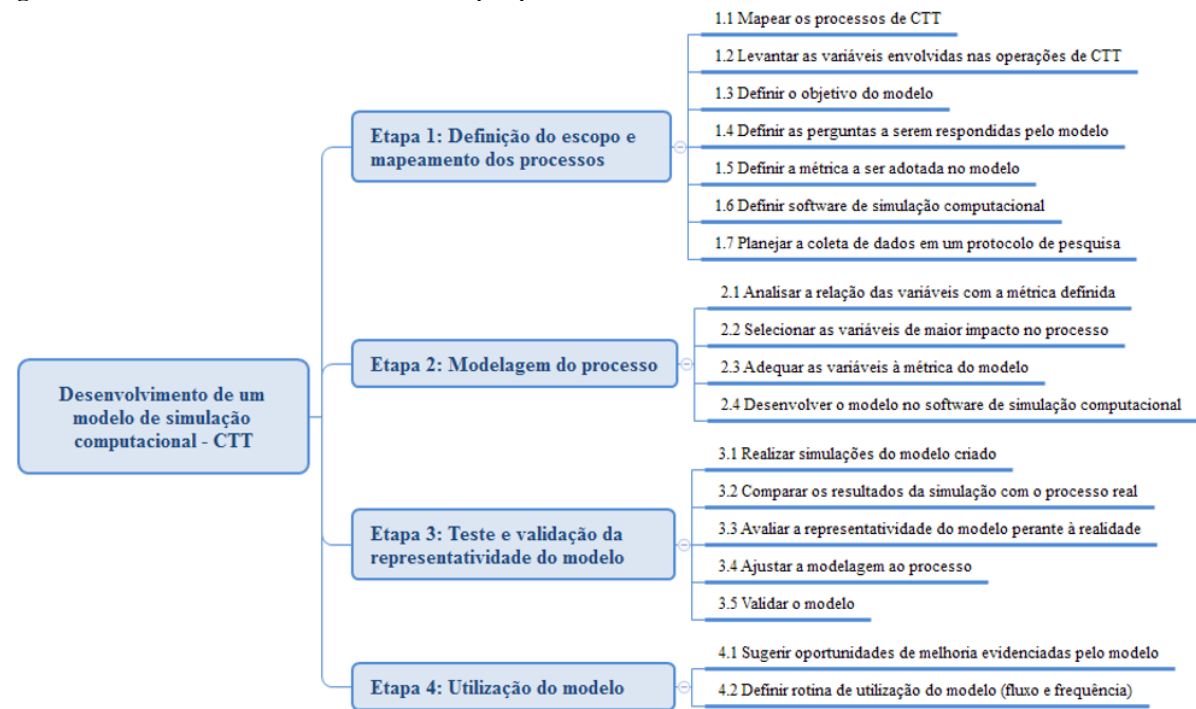 Desenvolvimento de um
modelo de simulação
computacional - CTT
Etapa 1: Definição do escopo e
mapeamento dos processos
1.1 Mapear os processos de CTT
1.2 Levantar as variáveis envolvidas nas operações de CTT
1.3 Definir o objetivo do modelo
1.4 Definir as perguntas a serem respondidas pelo modelo
1.5 Definir a métrica a ser adotada no modelo
1.6 Definir software de simulação computacional
1.7 Planejar a coleta de dados em um protocolo de pesquisa
Etapa 2: Modelagem do processo
2.1 Analisar a relação das variáveis com a métrica definida
2.2 Selecionar as variáveis de maior impacto no processo
2.3 Adequar as variáveis à métrica do modelo
2.4 Desenvolver o modelo no software de simulação computacional
Etapa 3: Teste e validação da
representatividade do modelo
3.1 Realizar simulações do modelo criado
3.2 Comparar os resultados da simulação com o processo real
3.3 Avaliar a representatividade do modelo perante à realidade
3.4 Ajustar a modelagem ao processo
3.5 Validar o modelo
Etapa 4: Utilização do modelo
4.1 Sugerir oportunidades de melhoria evidenciadas pelo modelo
4.2 Definir rotina de utilização do modelo (fluxo e frequência)